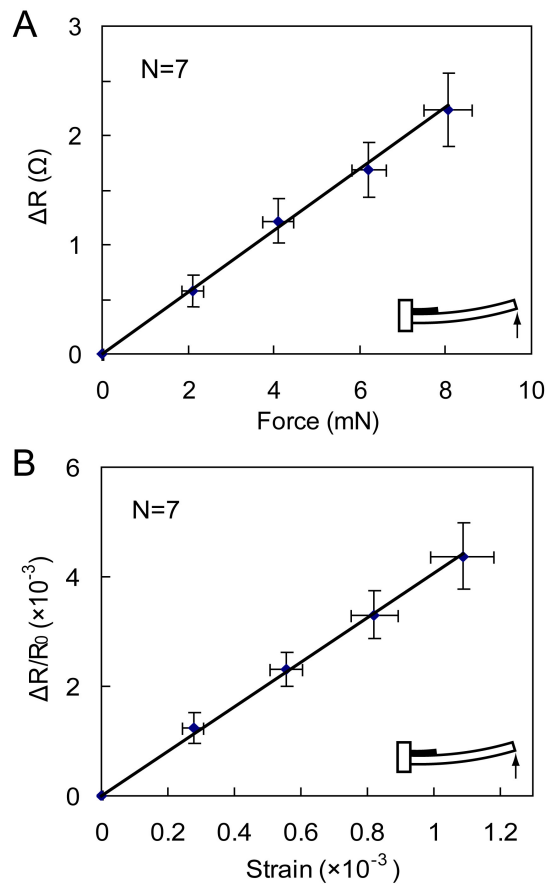 A
3
2
1
0
ΔR (Ω)
N=7
0 2 4 6 8 10
Force (mN)
B
6
4
2
0
ΔR/R₀ (×10⁻³)
N=7
0 0.2 0.4 0.6 0.8 1 1.2
Strain (×10⁻³)